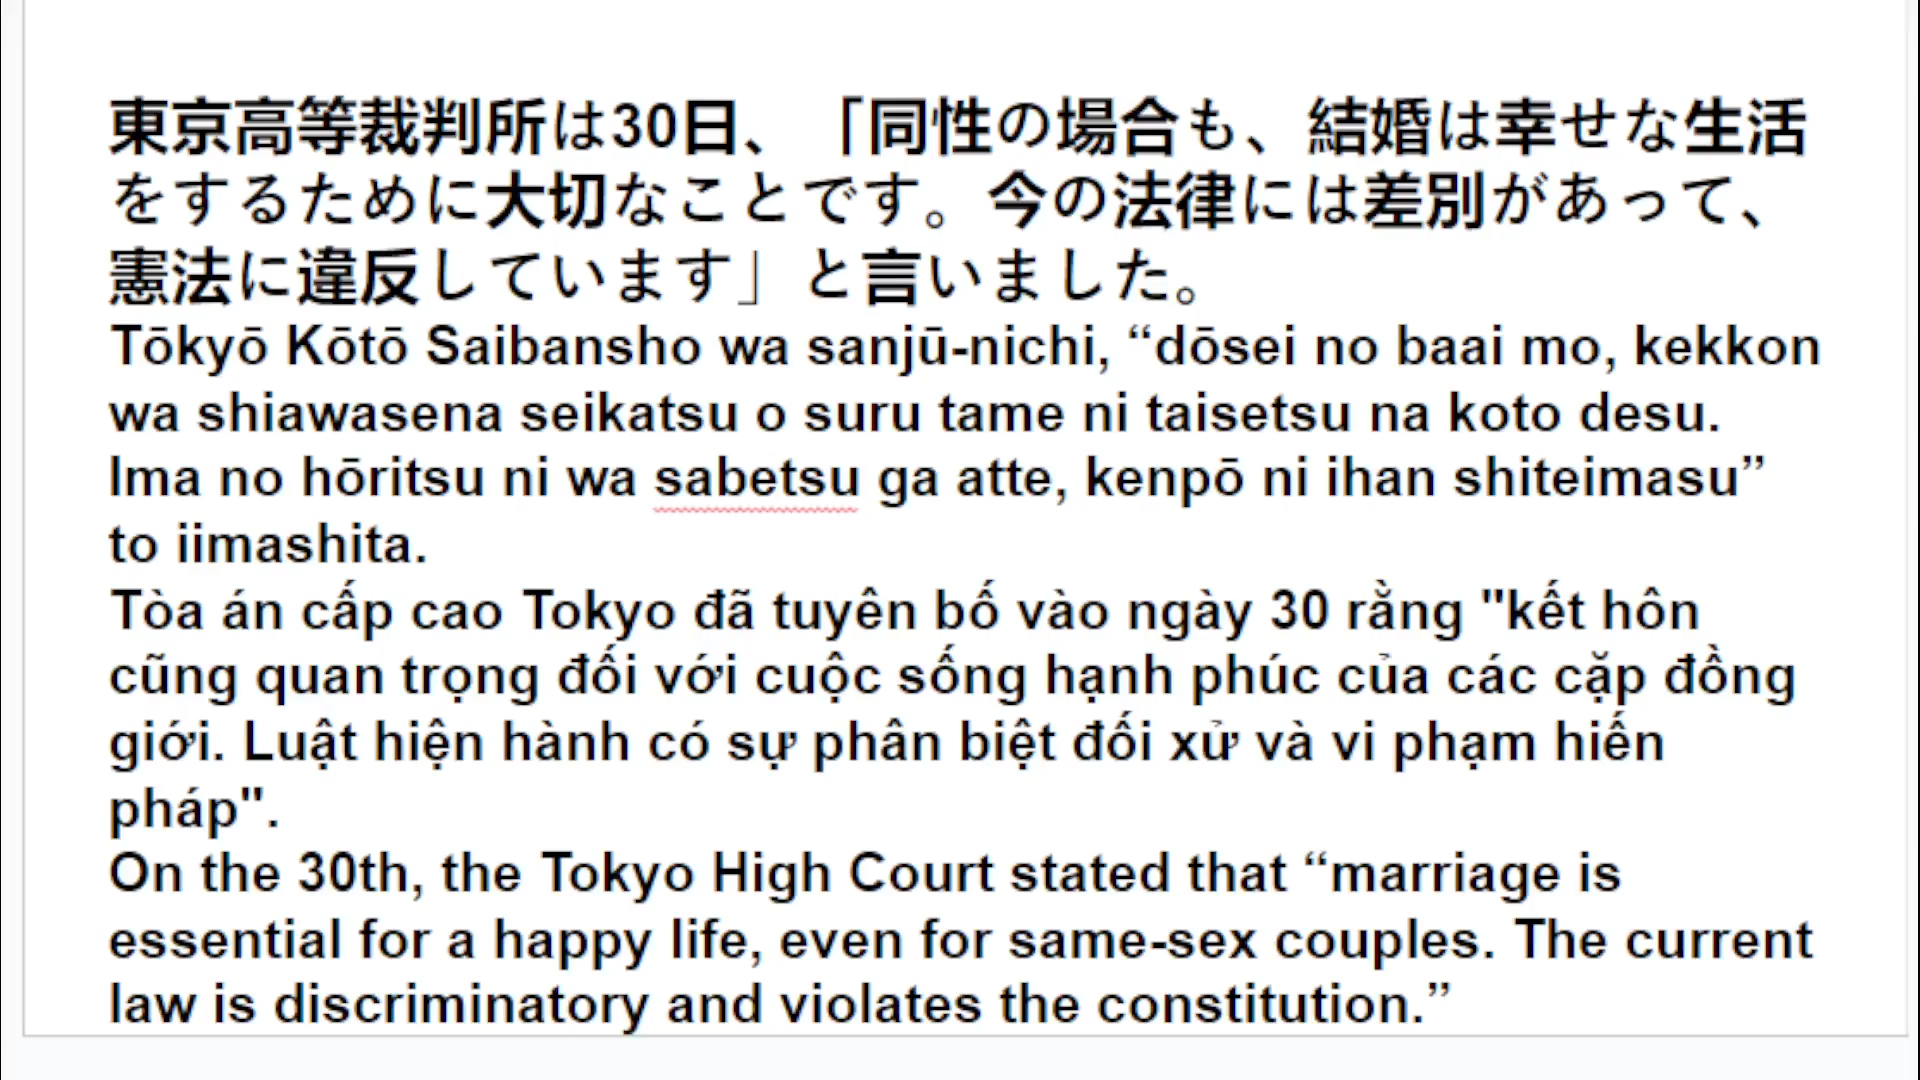 東京高等裁判所は30日、「同性の場合も、結婚は幸せな生活
をするために大切なことです。今の法律には差別があって、
憲法に違反しています」と言いました。
Tōkyō Kōtō Saibansho wa sanjū-nichi, “dōsei no baai mo, kekkon
wa shiawasena seikatsu o suru tame ni taisetsu na koto desu.
Ima no hōritsu ni wa sabetsu ga atte, kenpō ni ihan shiteimasu”
to iimashita.
Tòa án cấp cao Tokyo đã tuyên bố vào ngày 30 rằng "kết hôn
cũng quan trọng đối với cuộc sống hạnh phúc của các cặp đồng
giới. Luật hiện hành có sự phân biệt đối xử và vi phạm hiến
pháp".
On the 30th, the Tokyo High Court stated that “marriage is
essential for a happy life, even for same-sex couples. The current
law is discriminatory and violates the constitution.”